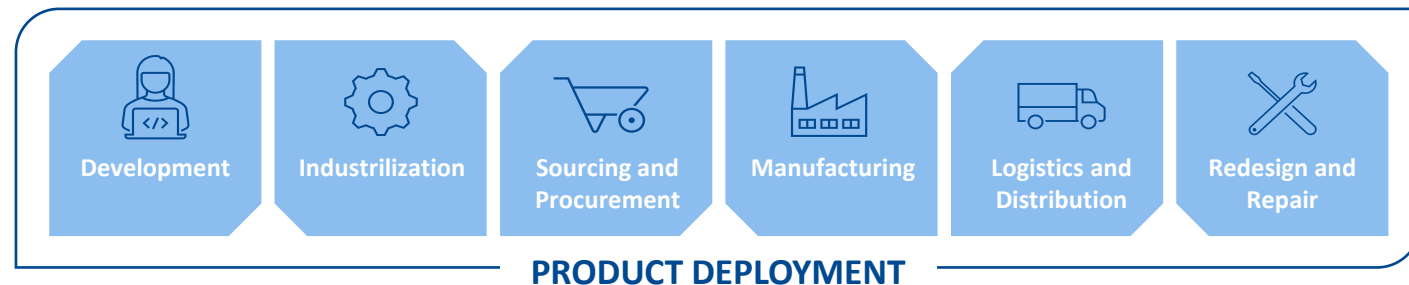 </>
Development
Industrilization
Sourcing and
Procurement
Manufacturing
Logistics and
Distribution
Redesign and
Repair
PRODUCT DEPLOYMENT